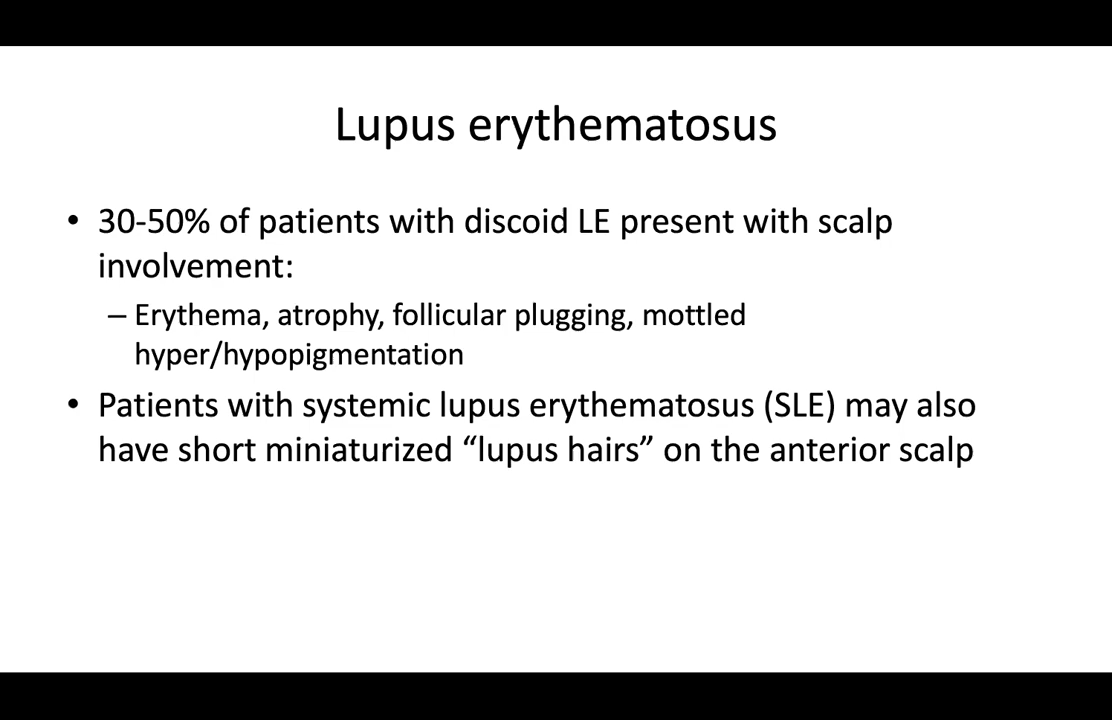 Lupus erythematosus
• 30-50% of patients with discoid LE present with scalp
involvement:
– Erythema, atrophy, follicular plugging, mottled
hyper/hypopigmentation
• Patients with systemic lupus erythematosus (SLE) may also
have short miniaturized “lupus hairs” on the anterior scalp